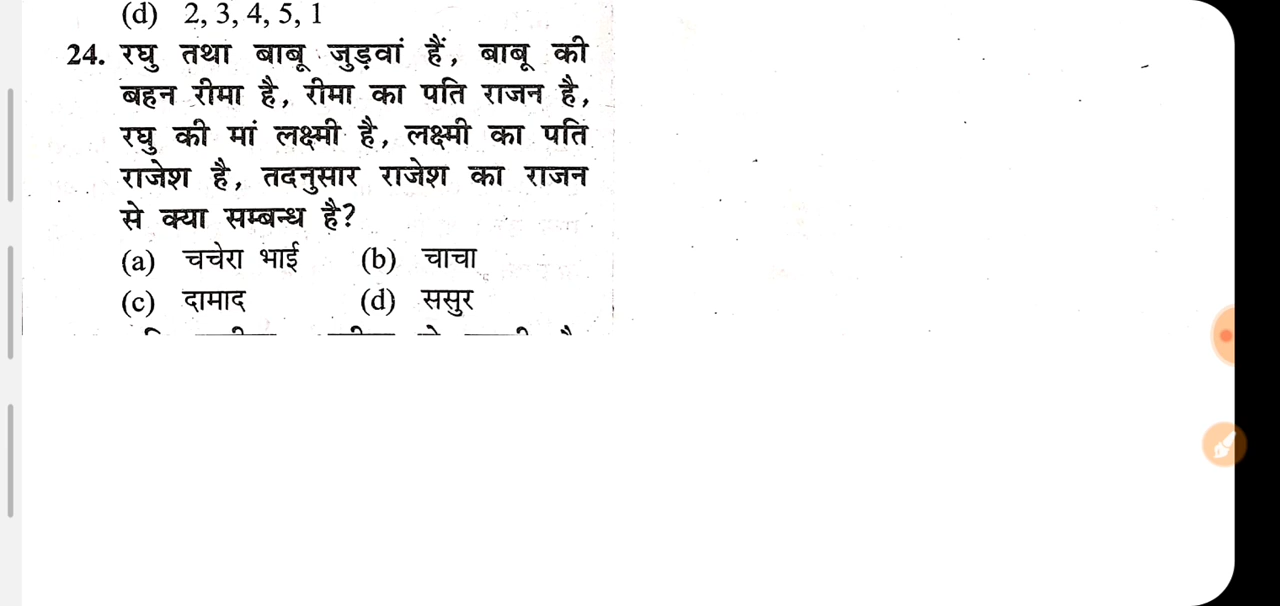 (d) 2, 3, 4, 5, 1
24. रघु तथा बाबू जुड़वां हैं, बाबू की
बहन रीमा है, रीमा का पति राजन है,
रघु की मां लक्ष्मी है, लक्ष्मी का पति
राजेश है, तदनुसार राजेश का राजन
से क्या सम्बन्ध है?
(a) चचेरा भाई (b) चाचा
(c) दामाद (d) ससुर